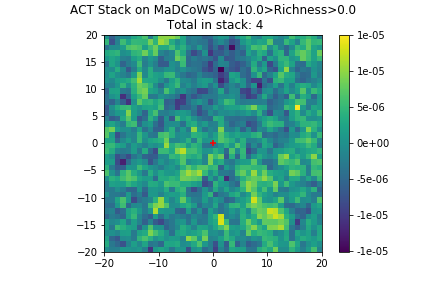 ACT Stack on MaDCoWS w/ 10.0>Richness>0.0
Total in stack: 4
20
15
10
5
0
−5
−10
−15
−20
−20
−10
0
10
20
1e-05
1e-05
5e-06
0e+00
-5e-06
-1e-05
-1e-05